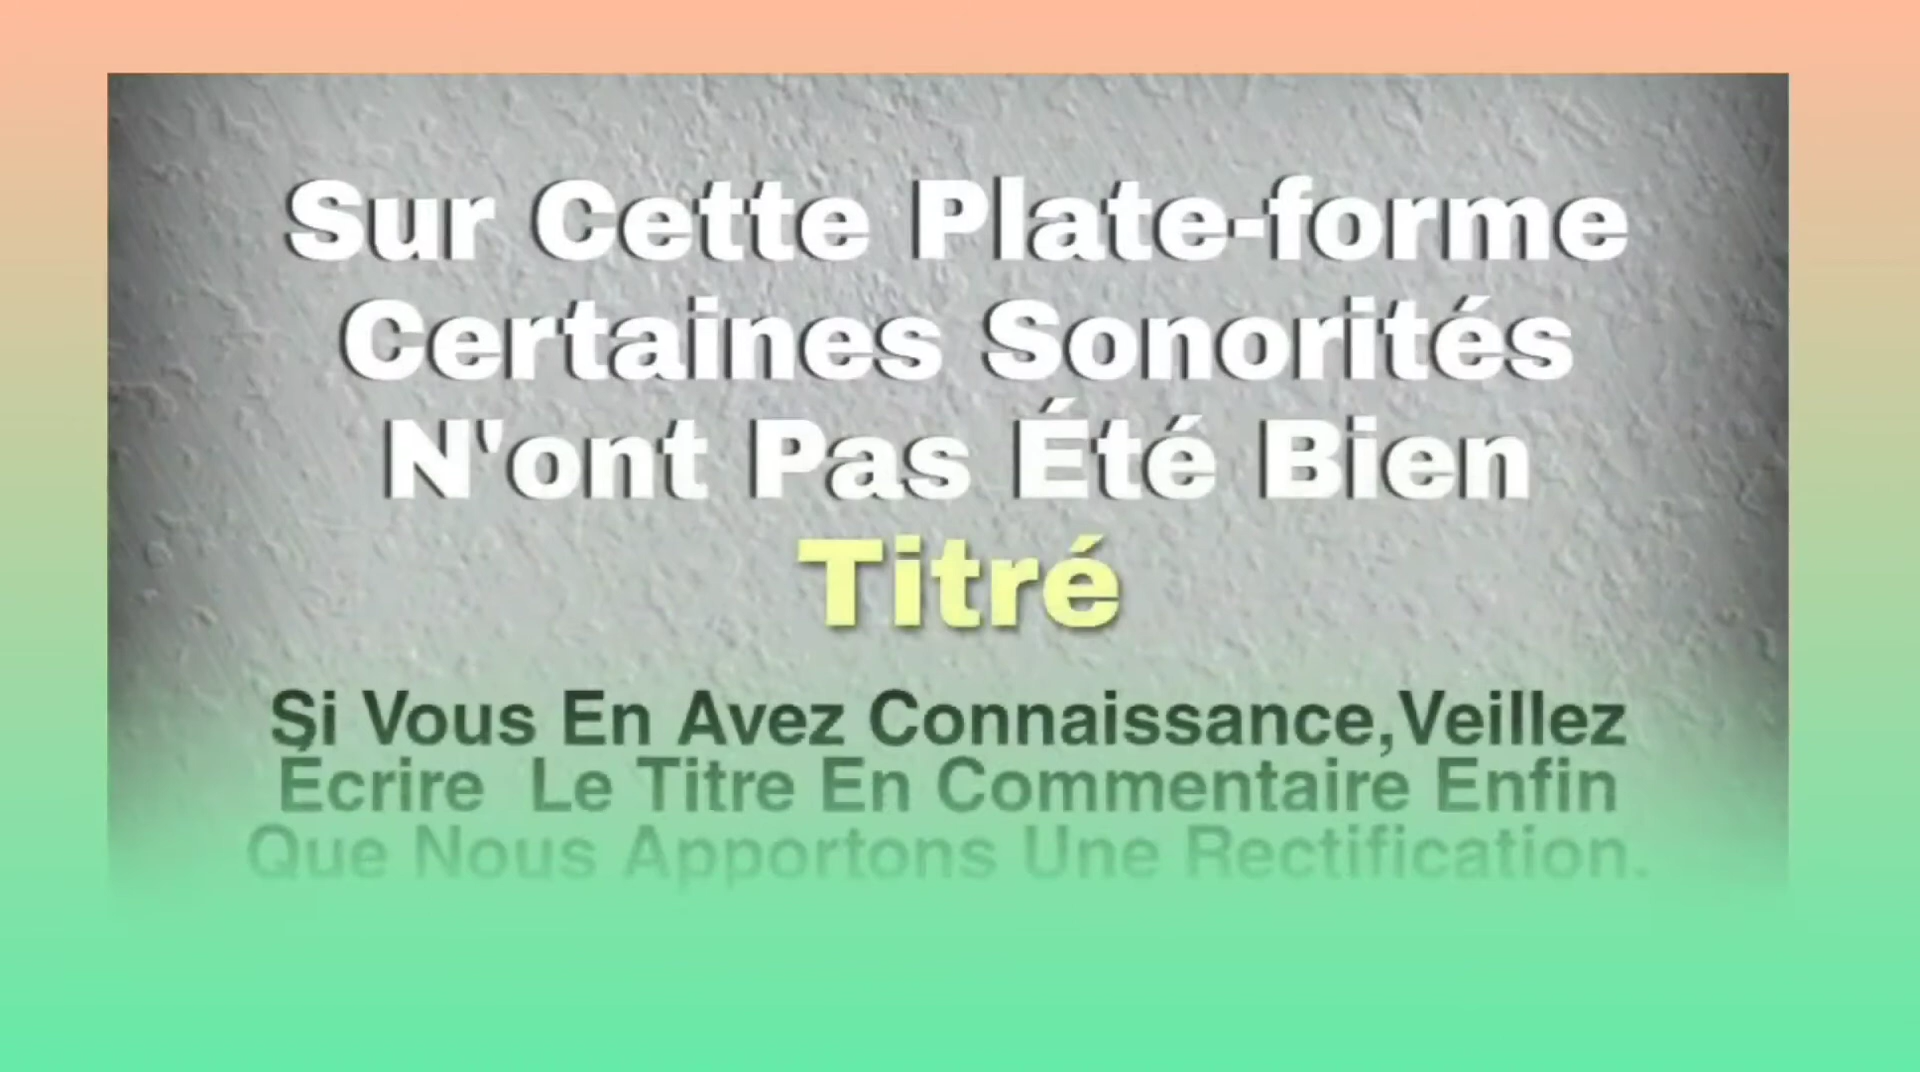 Sur Cette Plate-forme
Certaines Sonorités
N'ont Pas Été Bien
Titré
Si Vous En Avez Connaissance,Veillez
Écrire Le Titre En Commentaire Enfin
Que Nous Apportons Une Rectification.